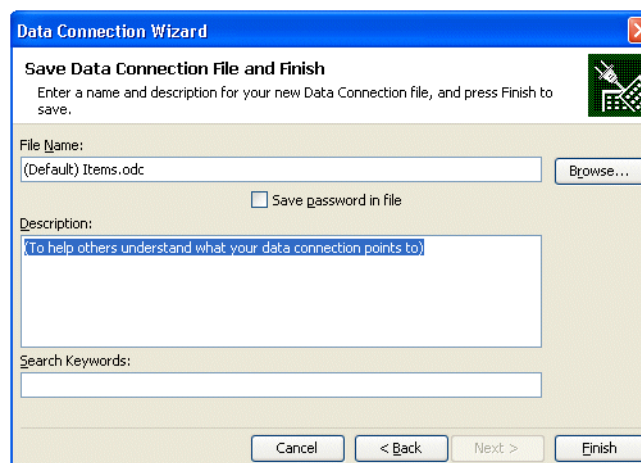 Data Connection Wizard
Save Data Connection File and Finish
Enter a name and description for your new Data Connection file, and press Finish to
save.
File Name:
(Default) Items.odc
Browse...
Save password in file
Description:
(To help others understand what your data connection points to)
Search Keywords:
Cancel
< Back
Next >
Finish